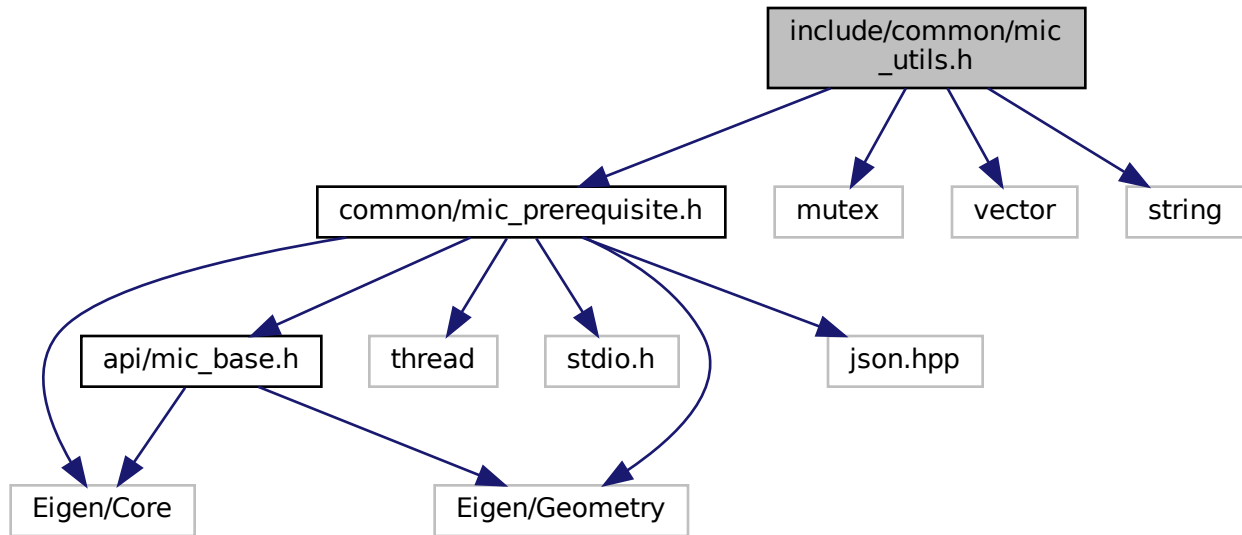 include/common/mic
_utils.h
common/mic_prerequisite.h
mutex
vector
string
api/mic_base.h
thread
stdio.h
json.hpp
Eigen/Core
Eigen/Geometry